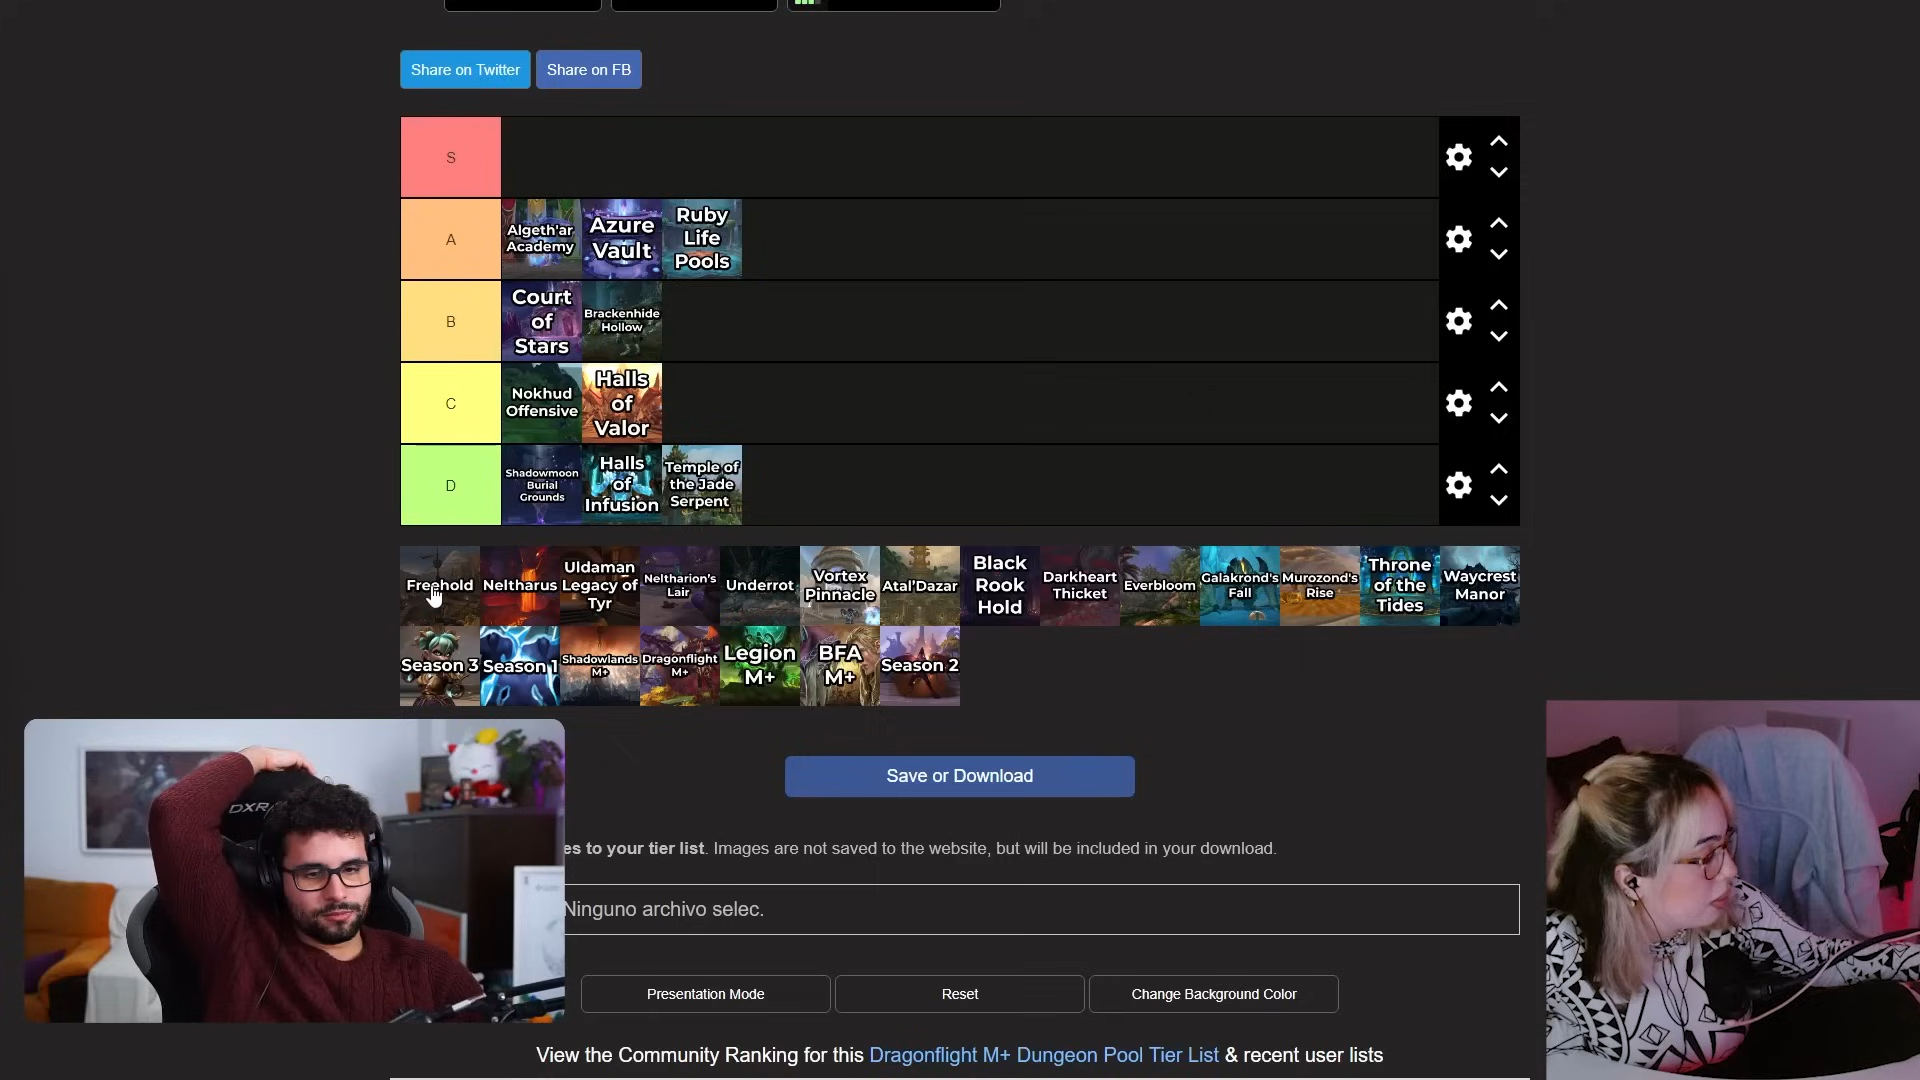 Share on Twitter
Share on FB
S
A
Algeth'ar
Academy
Azure
Vault
Ruby
Life
Pools
B
Court
of
Stars
Brackenhide
Hollow
C
Nokhud
Offensive
Halls
of
Valor
D
Shadowmoon
Burial
Grounds
Halls
of
Infusion
Temple of
the Jade
Serpent
Freehold
Neltharus
Uldaman
Legacy of
Tyr
Neltharion's
Lair
Underrot
Vortex
Pinnacle
Atal'Dazar
Black
Rook
Hold
Darkheart
Thicket
Everbloom
Galakrond's
Fall
Murozond's
Rise
Throne
of the
Tides
Waycrest
Manor
Season 3
Season 1
Shadowlands
M+
Dragonflight
M+
Legion
M+
BFA
M+
Season 2
Save or Download
es to your tier list. Images are not saved to the website, but will be included in your download.
Ninguno archivo selec.
DXRA
Presentation Mode
Reset
Change Background Color
View the Community Ranking for this Dragonflight M+ Dungeon Pool Tier List & recent user lists